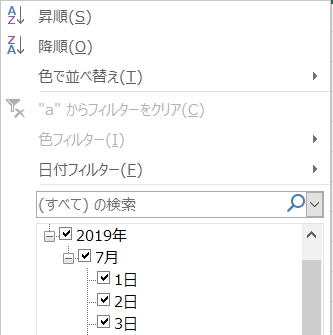 昇順(S)
降順(O)
色で並べ替え(T)
"a" からフィルターをクリア(C)
色フィルター(I)
日付フィルター(F)
(すべて) の検索
2019年
7月
1日
2日
3日